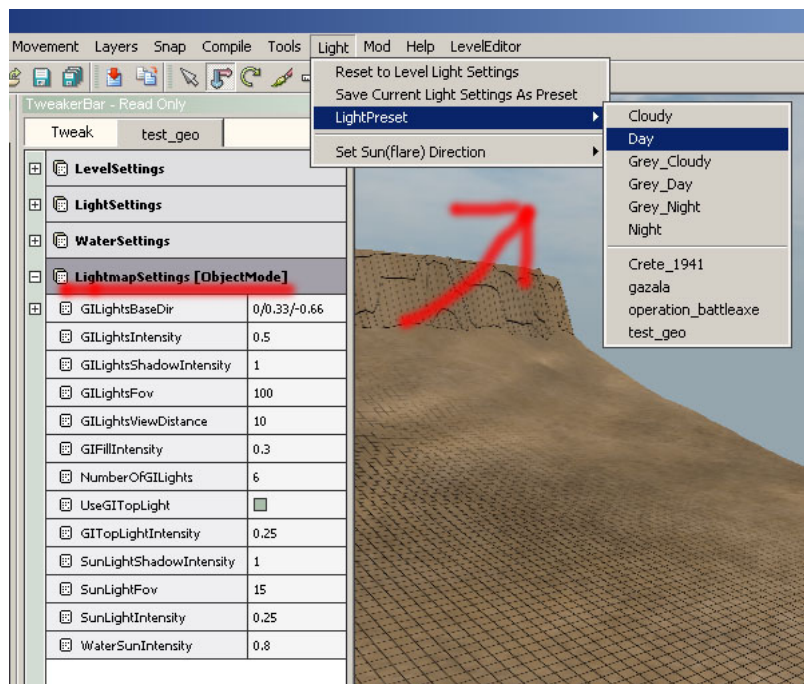 Movement Layers Snap Compile Tools Light Mod Help LevelEditor
Reset to Level Light Settings
Save Current Light Settings As Preset
LightPreset
Set Sun(flare) Direction
Cloudy
Day
Grey_Cloudy
Grey_Day
Grey_Night
Night
Crete_1941
gazala
operation_battleaxe
test_geo
TweakerBar - Read Only
Tweak test_geo
LevelSettings
LightSettings
WaterSettings
LightmapSettings [ObjectMode]
GILightsBaseDir 0/0.33/-0.66
GILightsIntensity 0.5
GILightsShadowIntensity 1
GILightsFov 100
GILightsViewDistance 10
GIFillIntensity 0.3
NumberOfGILights 6
UseGITopLight
GITopLightIntensity 0.25
SunLightShadowIntensity 1
SunLightFov 15
SunLightIntensity 0.25
WaterSunIntensity 0.8